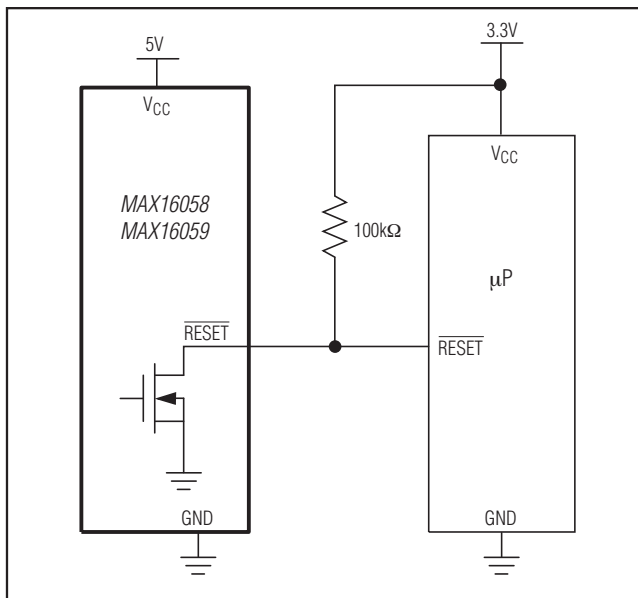 5V
3.3V
VCC
VCC
MAX16058
MAX16059
100kΩ
μP
RESET
RESET
GND
GND